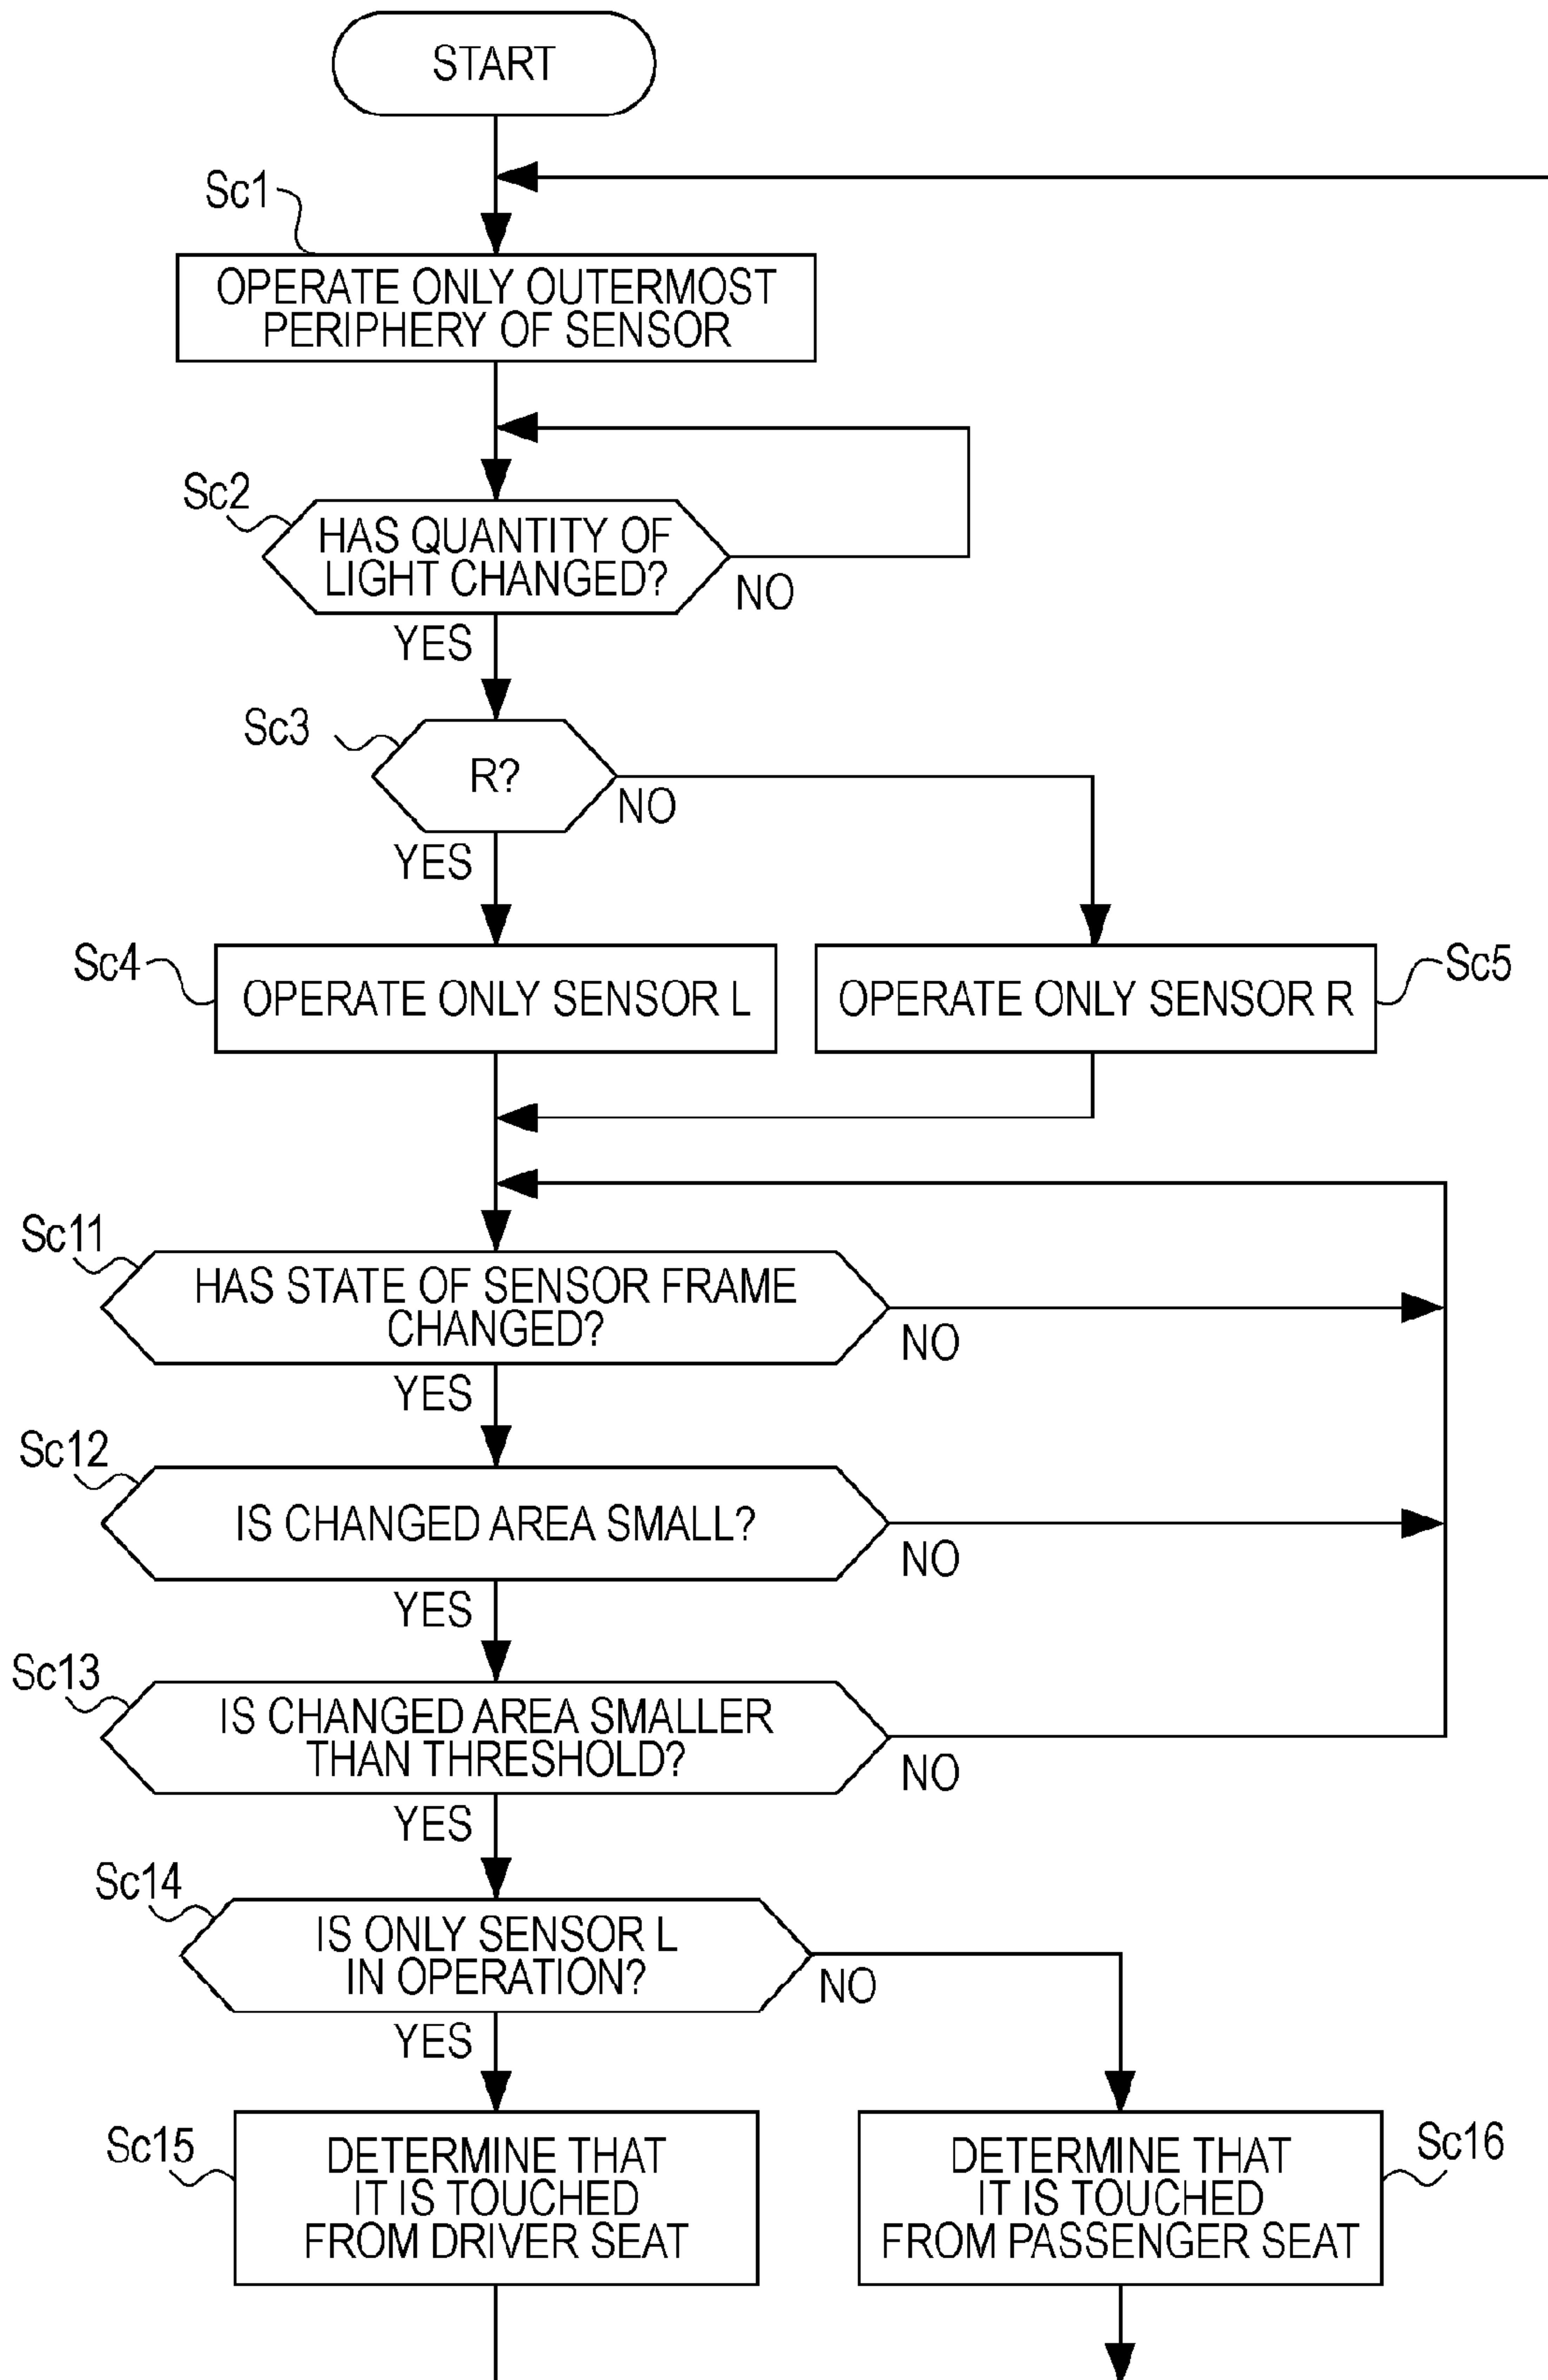 START
Sc1
OPERATE ONLY OUTERMOST
PERIPHERY OF SENSOR
Sc2
HAS QUANTITY OF
LIGHT CHANGED?
NO
YES
Sc3
R?
NO
YES
Sc4
OPERATE ONLY SENSOR L
OPERATE ONLY SENSOR R
Sc5
Sc11
HAS STATE OF SENSOR FRAME
CHANGED?
NO
YES
Sc12
IS CHANGED AREA SMALL?
NO
YES
Sc13
IS CHANGED AREA SMALLER
THAN THRESHOLD?
NO
YES
Sc14
IS ONLY SENSOR L
IN OPERATION?
NO
YES
Sc15
DETERMINE THAT
IT IS TOUCHED
FROM DRIVER SEAT
DETERMINE THAT
IT IS TOUCHED
FROM PASSENGER SEAT
Sc16